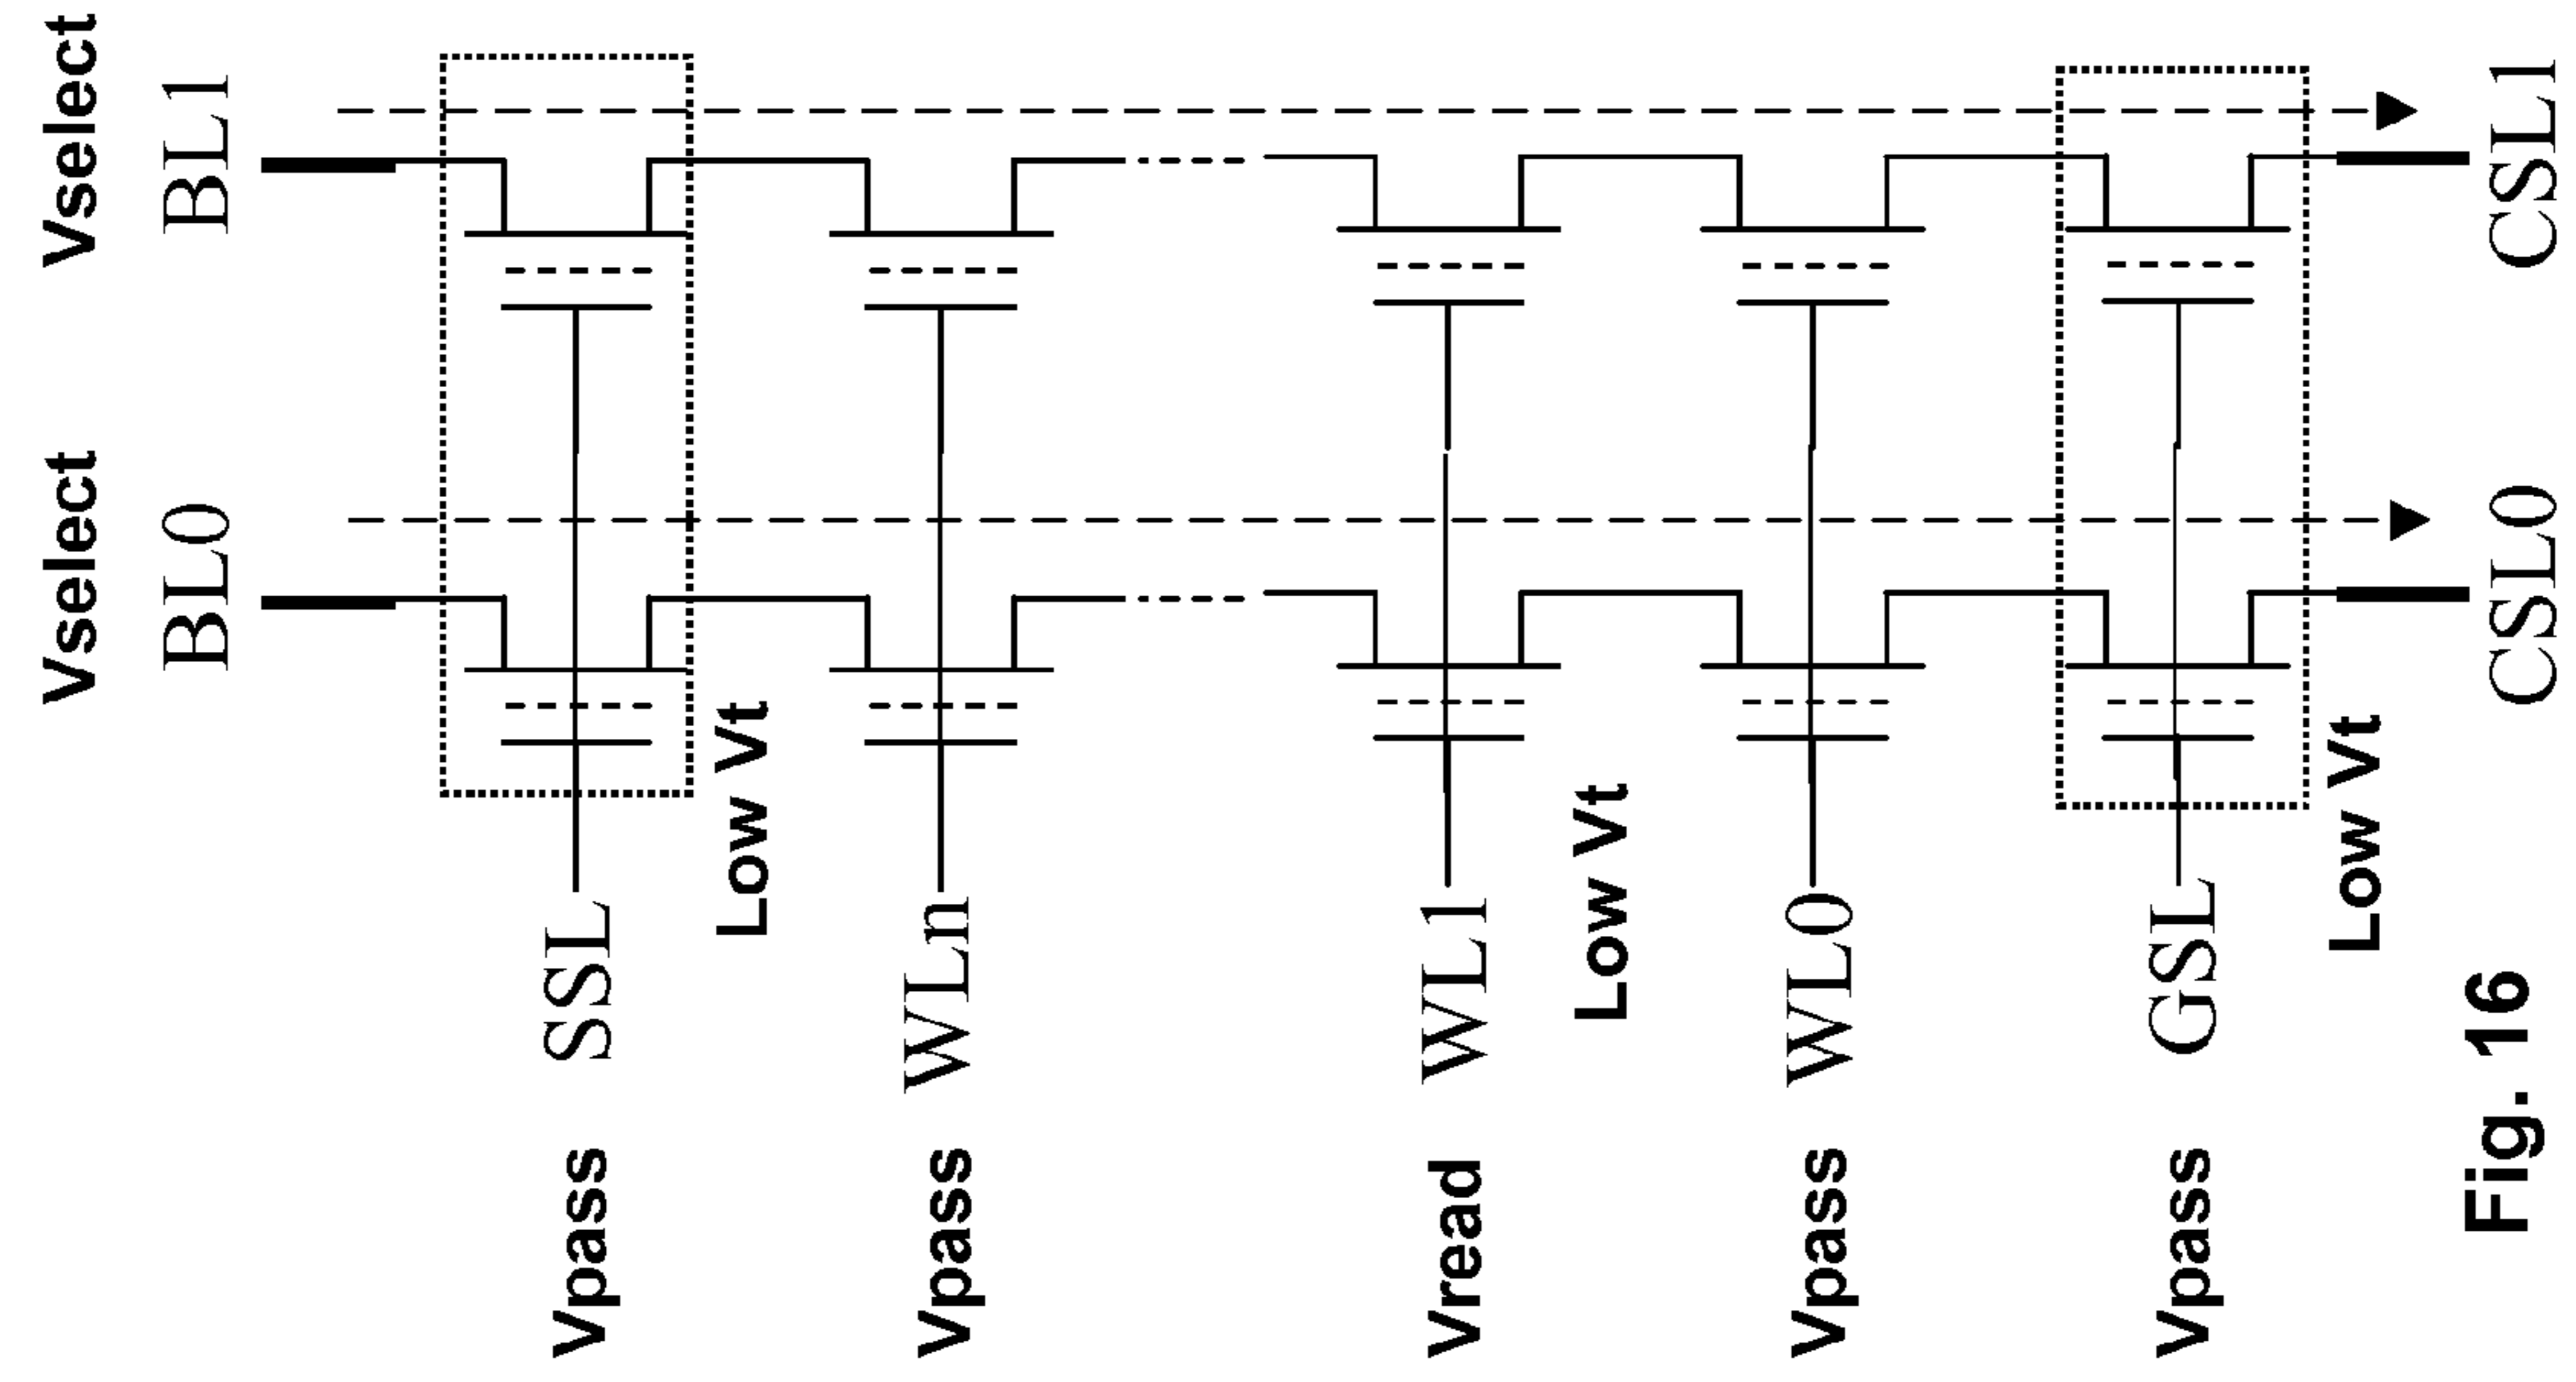 Vselect Vselect
BL0 BL1
Vpass SSL
Low Vt
Vpass WLn
Vread WL1
Low Vt
Vpass WL0
Vpass GSL
Low Vt
CSL0 CSL1
Fig. 16